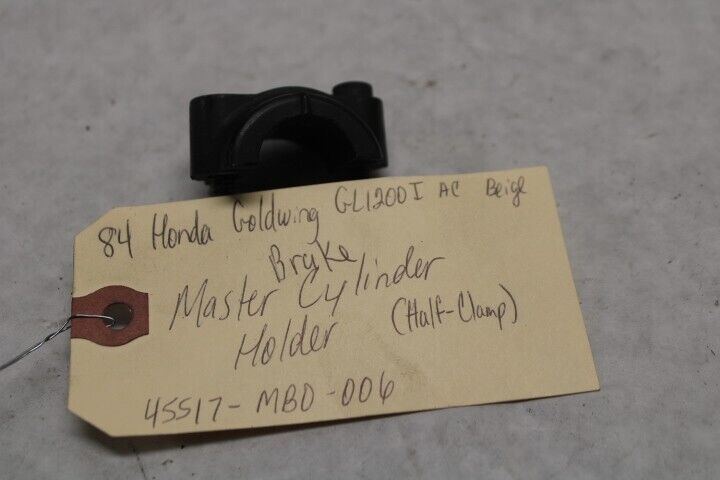 84 Honda Goldwing GL1200I AC Beige
Brake
Master Cylinder
Holder (Half-Clamp)
45517-MB0-006